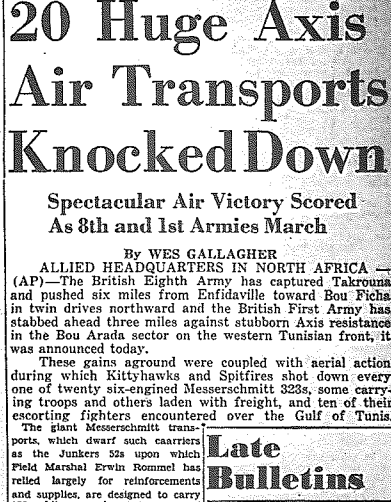 20 Huge Axis
Air Transports
Knocked Down
Spectacular Air Victory Scored
As 8th and 1st Armies March
By WES GALLAGHER
ALLIED HEADQUARTERS IN NORTH AFRICA —
(AP)—The British Eighth Army has captured Takrouna
and pushed six miles from Enfidaville toward Bou Ficha
in twin drives northward and the British First Army has
stabbed ahead three miles against stubborn Axis resistance
in the Bou Arada sector on the western Tunisian front, it
was announced today.
These gains aground were coupled with aerial action
during which Kittyhawks and Spitfires shot down every
one of twenty six-engined Messerschmitt 323s, some carry-
ing troops and others laden with freight, and ten of their
escorting fighters encountered over the Gulf of Tunis.
The giant Messerschmitt trans-
ports, which dwarf such caarriers
as the Junkers 52s upon which
Field Marshal Erwin Rommel has
relied largely for reinforcements
and supplies, are designed to carry
Late
Bulletins